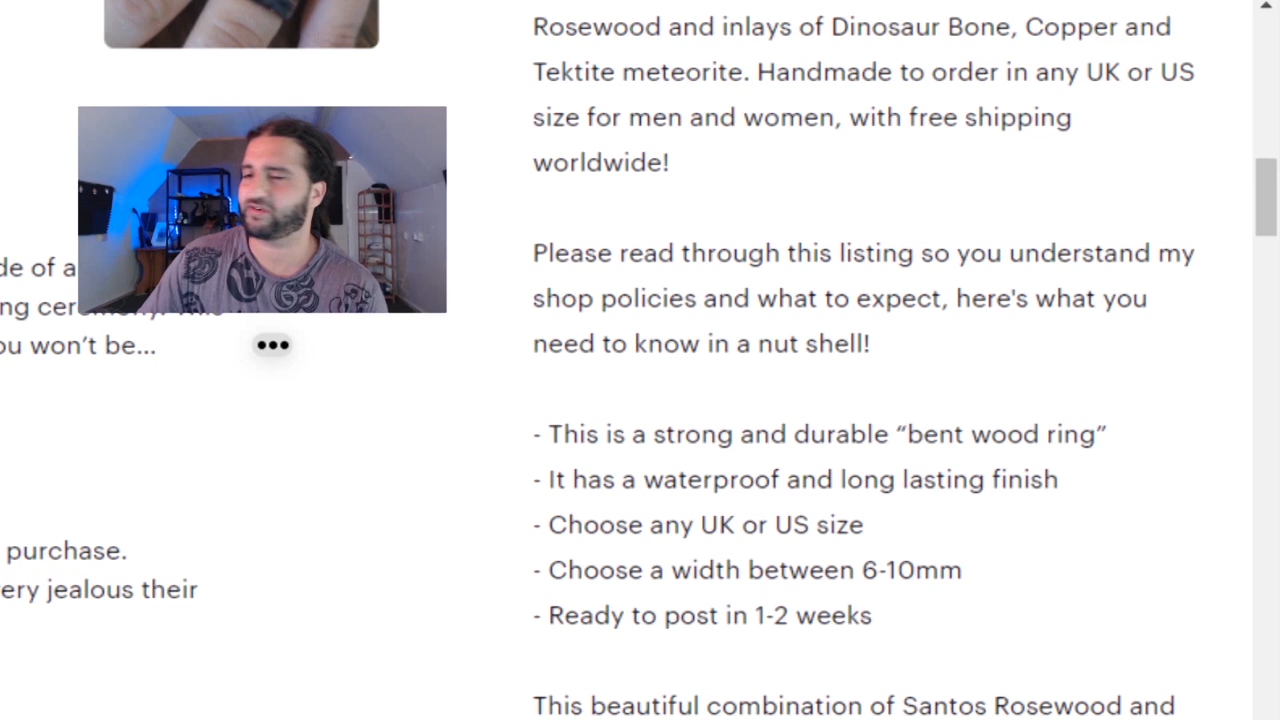 de of a
ng ceremony. This
ou won't be...
purchase.
ery jealous their
Rosewood and inlays of Dinosaur Bone, Copper and
Tektite meteorite. Handmade to order in any UK or US
size for men and women, with free shipping
worldwide!
Please read through this listing so you understand my
shop policies and what to expect, here's what you
need to know in a nut shell!
- This is a strong and durable “bent wood ring”
- It has a waterproof and long lasting finish
- Choose any UK or US size
- Choose a width between 6-10mm
- Ready to post in 1-2 weeks
This beautiful combination of Santos Rosewood and